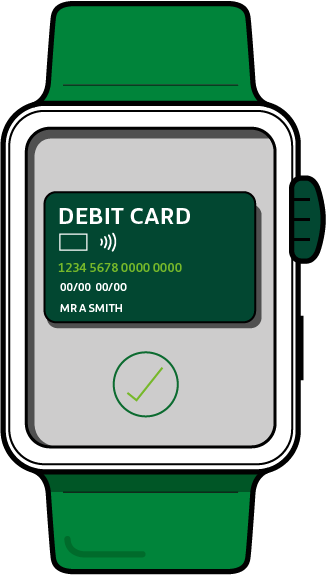 DEBIT CARD
1234 5678 0000 0000
00/00 00/00
MR A SMITH